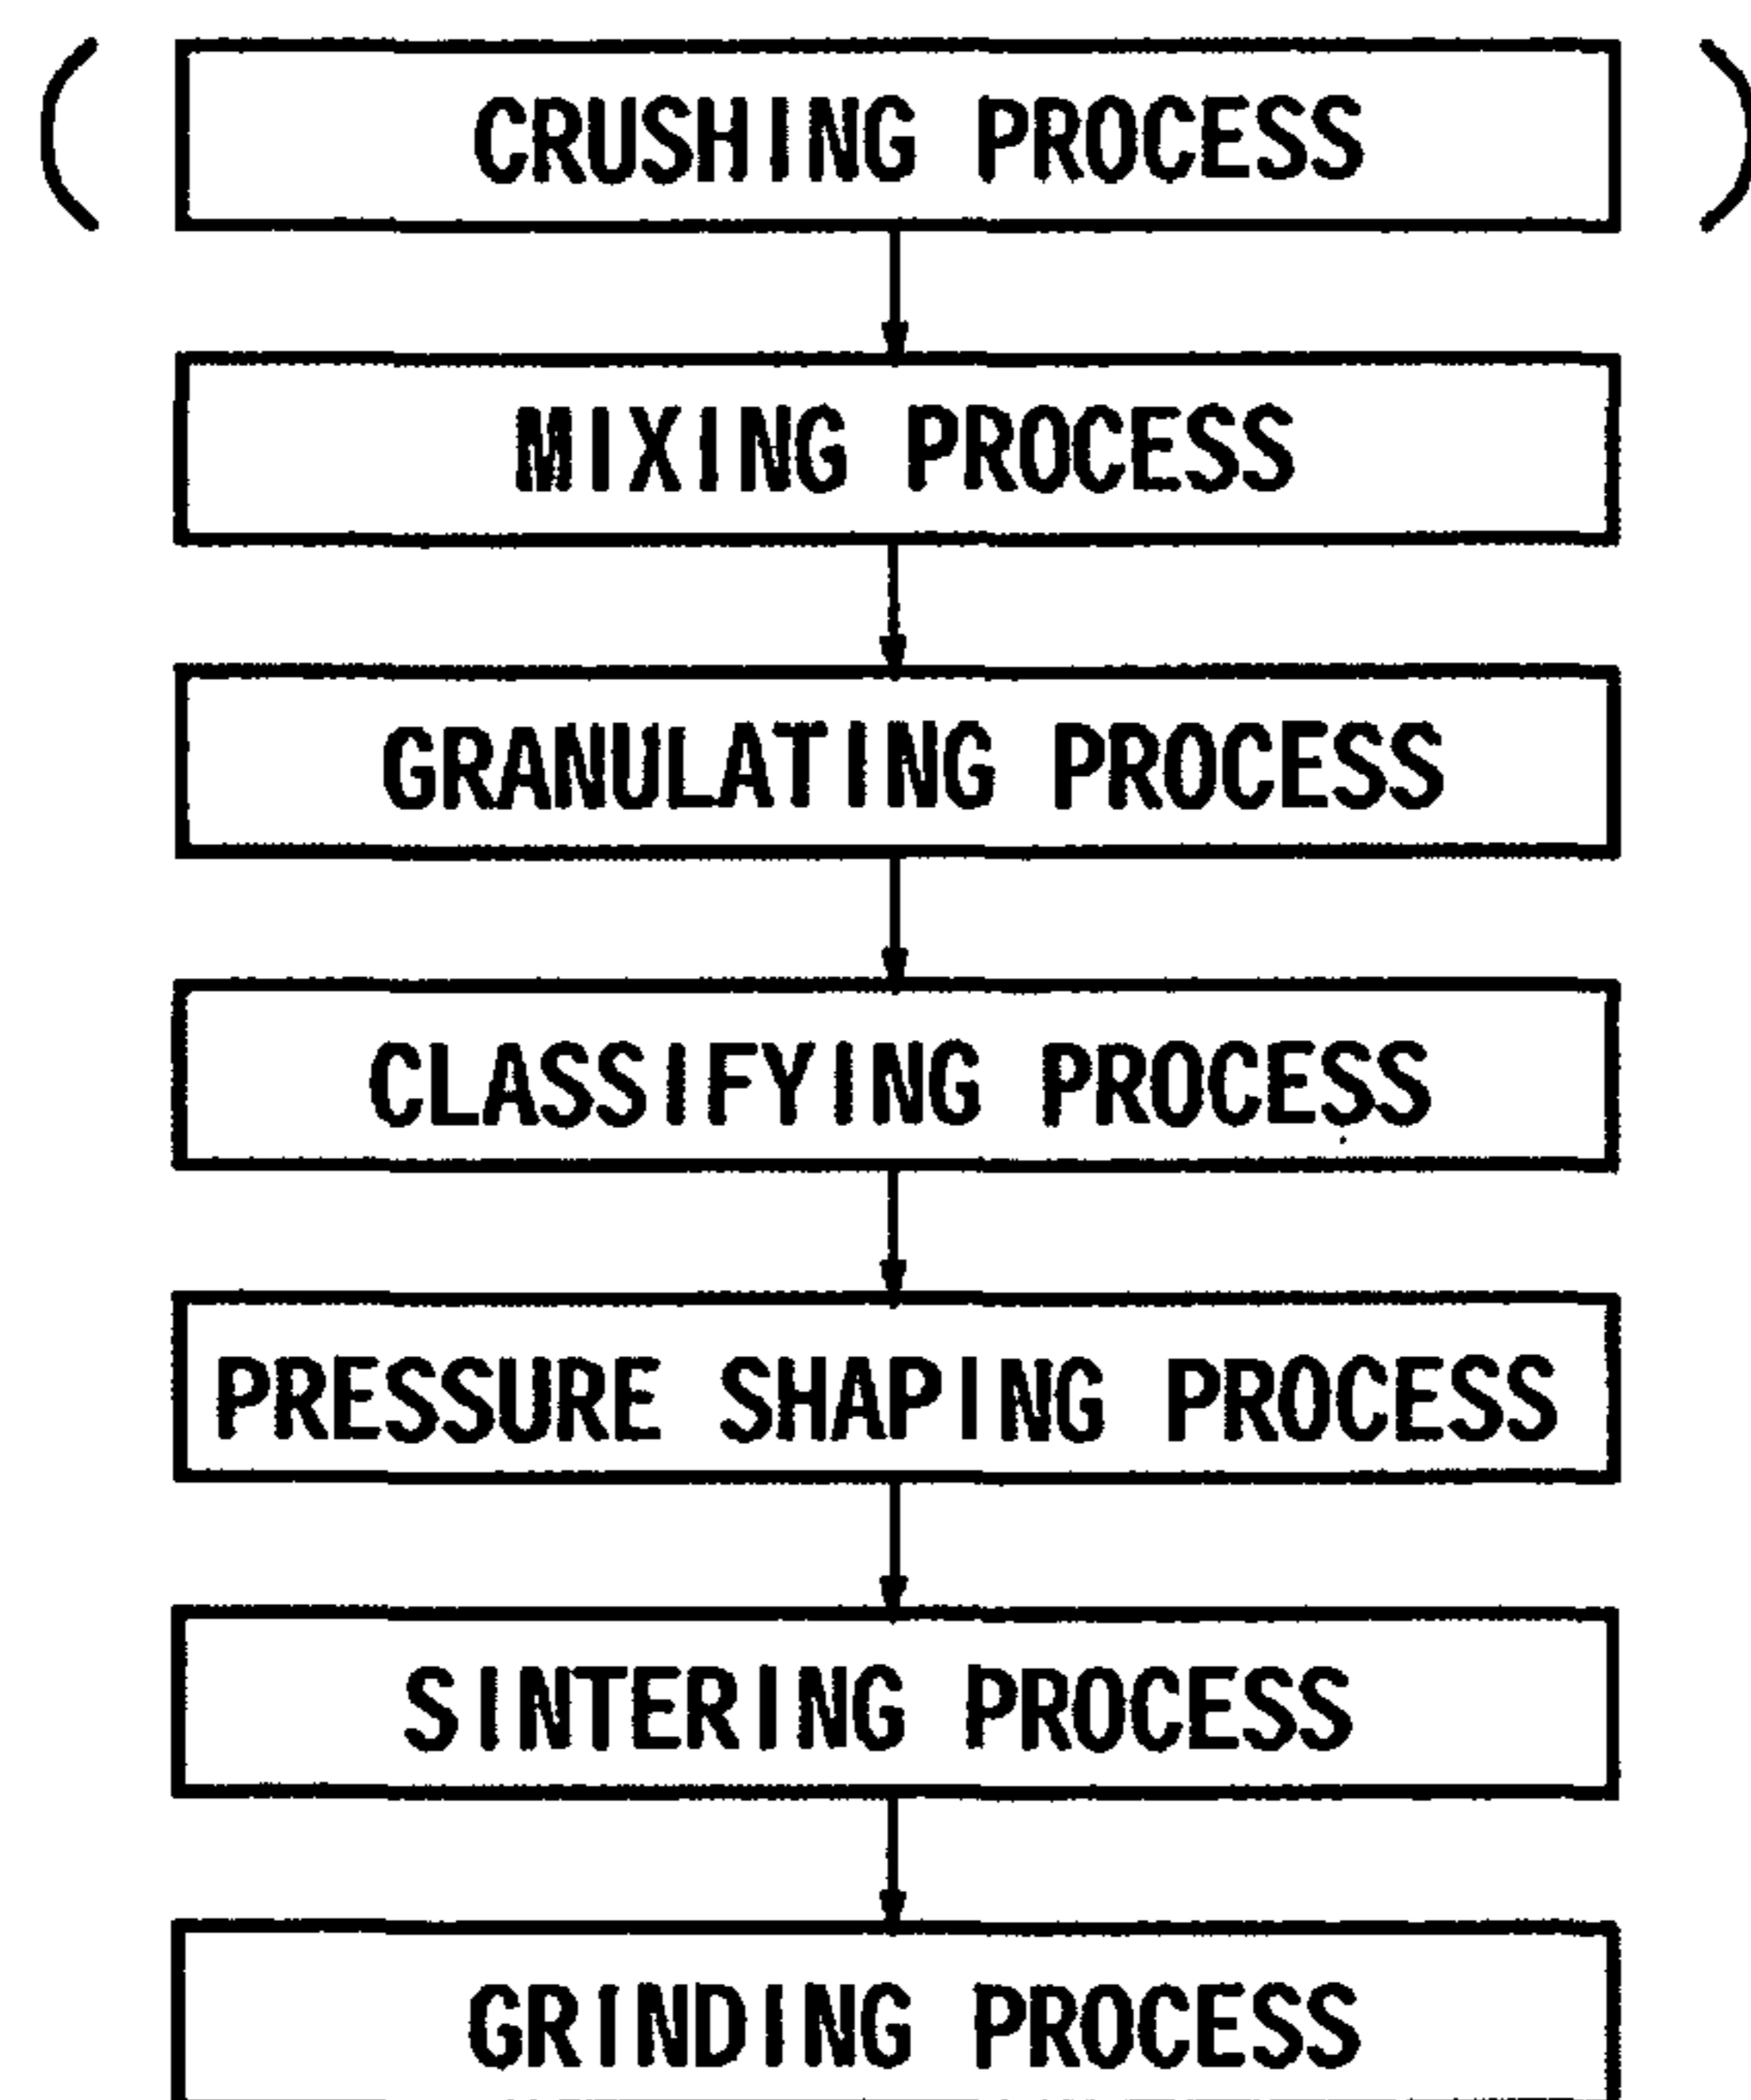 ( CRUSHING PROCESS )
MIXING PROCESS
GRANULATING PROCESS
CLASSIFYING PROCESS
PRESSURE SHAPING PROCESS
SINTERING PROCESS
GRINDING PROCESS